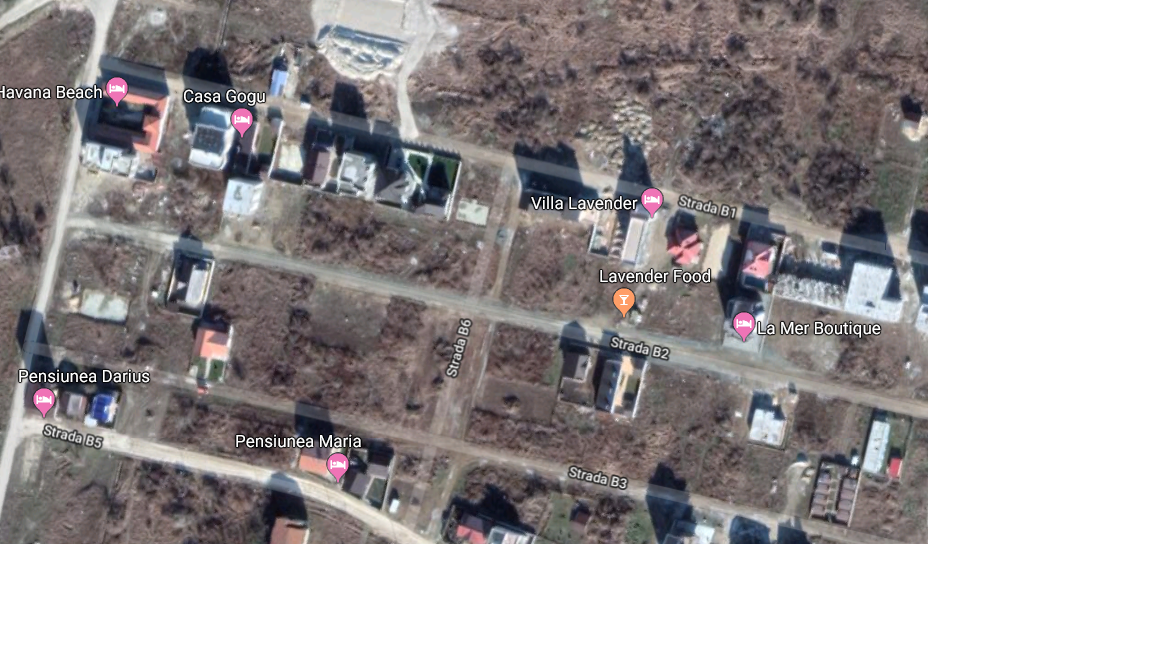 Havana Beach
Casa Gogu
Villa Lavender
Strada B1
Lavender Food
La Mer Boutique
Strada B2
Strada B6
Pensiunea Darius
Strada B5
Pensiunea Maria
Strada B3